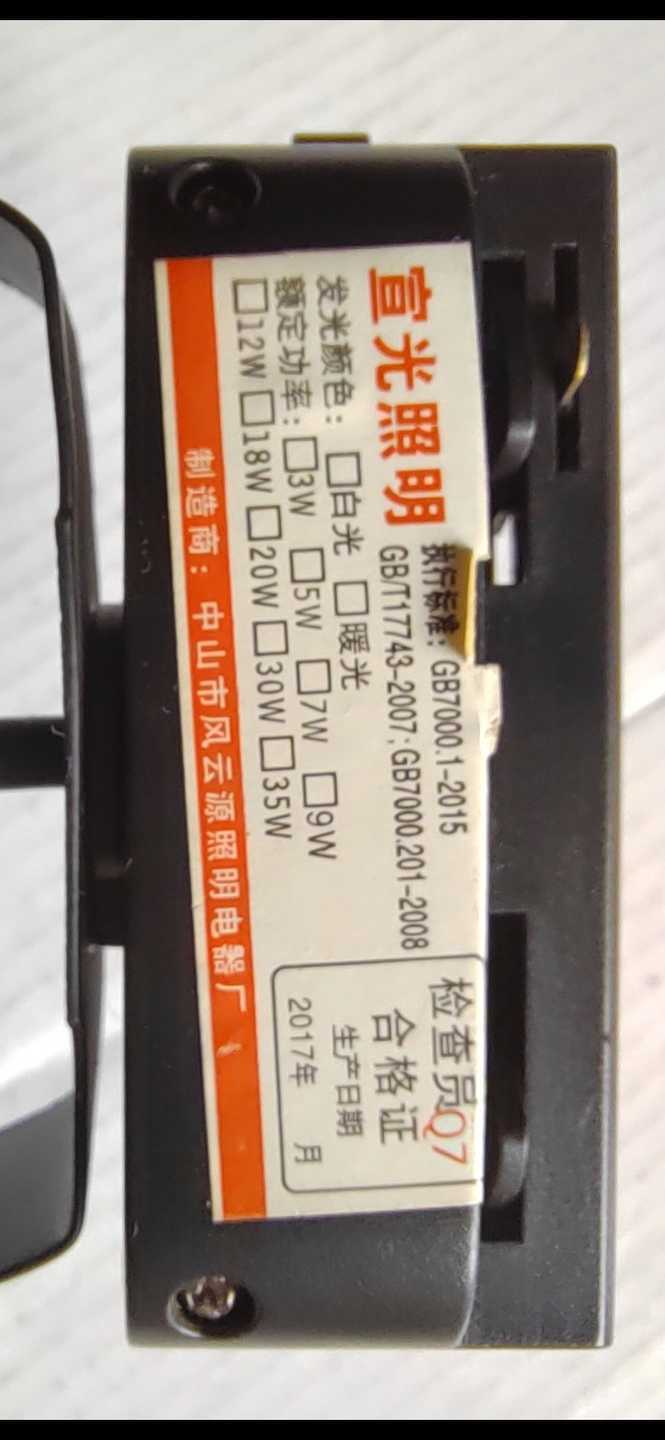 宣光照明
执行标准：GB7000.1-2015
GB/T17743-2007；GB7000.201-2008
发光颜色：□白光 □暖光
额定功率：□3W □5W □7W □9W
□12W □18W □20W □30W □35W
检查员Q7
合格证
生产日期
2017年 月
制造商：中山市风云源照明电器厂